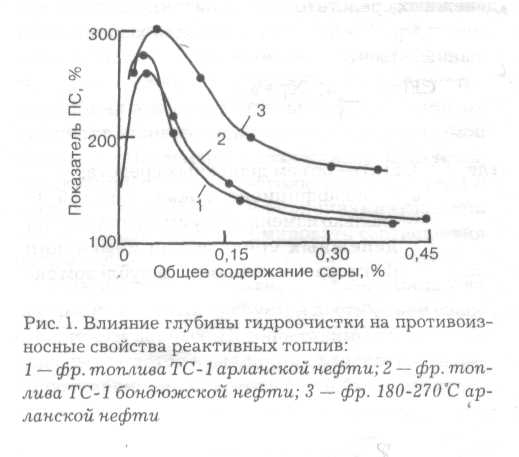 300
200
100
Показатель ПС, %
3
2
1
0
0,15
0,30
0,45
Общее содержание серы, %
Рис. 1. Влияние глубины гидроочистки на противоиз-
носные свойства реактивных топлив:
1 — фр. топлива ТС-1 арланской нефти; 2 — фр. топ-
лива ТС-1 бондюжской нефти; 3 — фр. 180-270°С ар-
ланской нефти